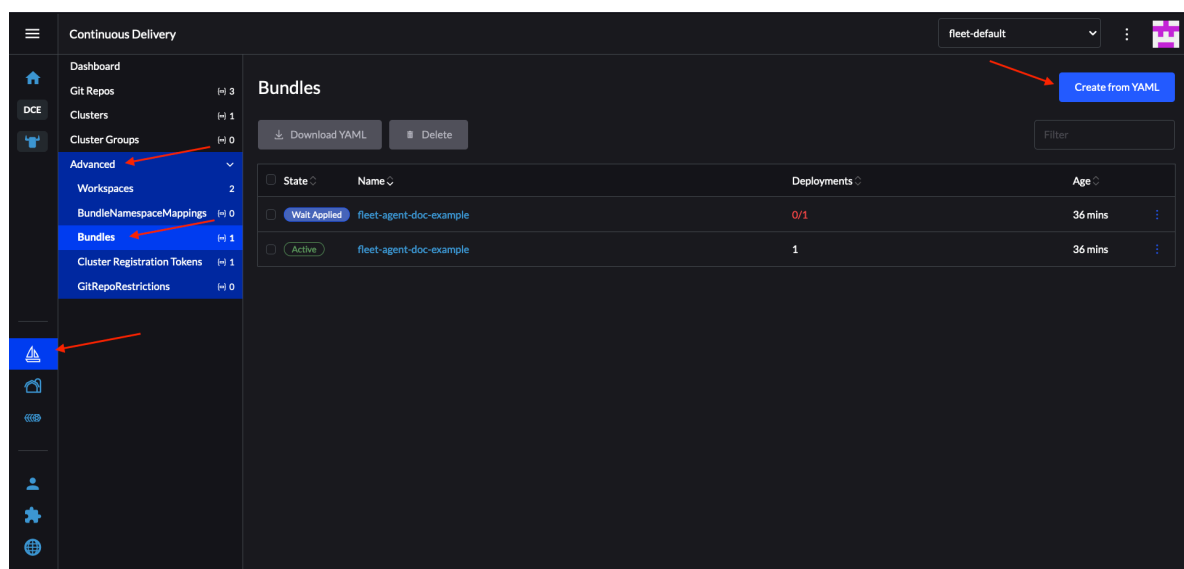 Continuous Delivery
fleet-default
DCE
Dashboard
Git Repos 3
Clusters 1
Cluster Groups 0
Advanced
Workspaces 2
BundleNamespaceMappings 0
Bundles 1
Cluster Registration Tokens 1
GitRepoRestrictions 0
Bundles
Create from YAML
Download YAML Delete
Filter
State Name Deployments Age
Wait Applied fleet-agent-doc-example 0/1 36 mins
Active fleet-agent-doc-example 1 36 mins